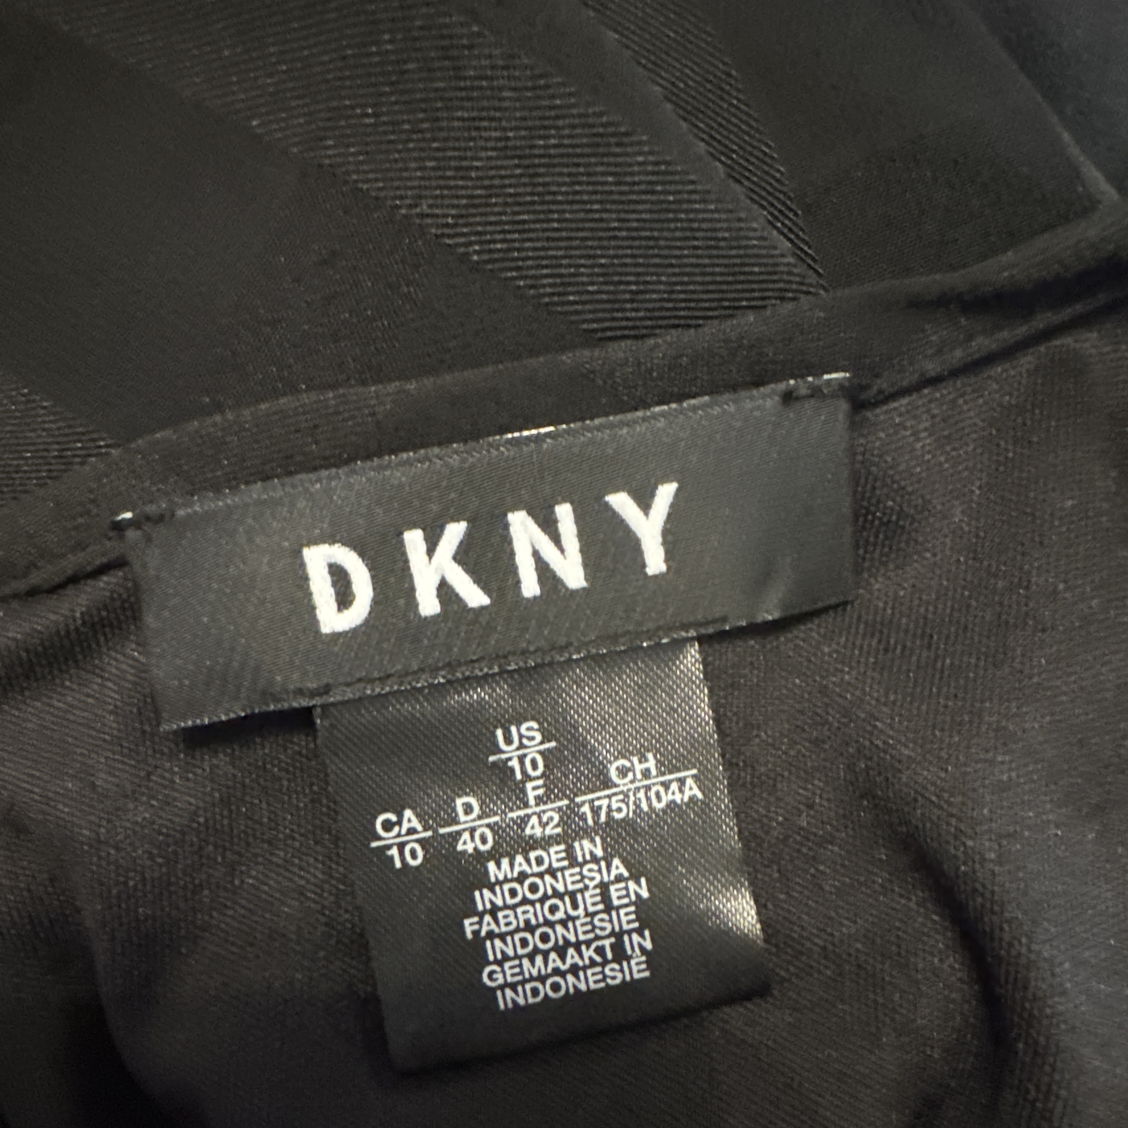 DKNY
US
10
CA D F CH
10 40 42 175/104A
MADE IN
INDONESIA
FABRIQUÉ EN
INDONÉSIE
GEMAAKT IN
INDONESIË